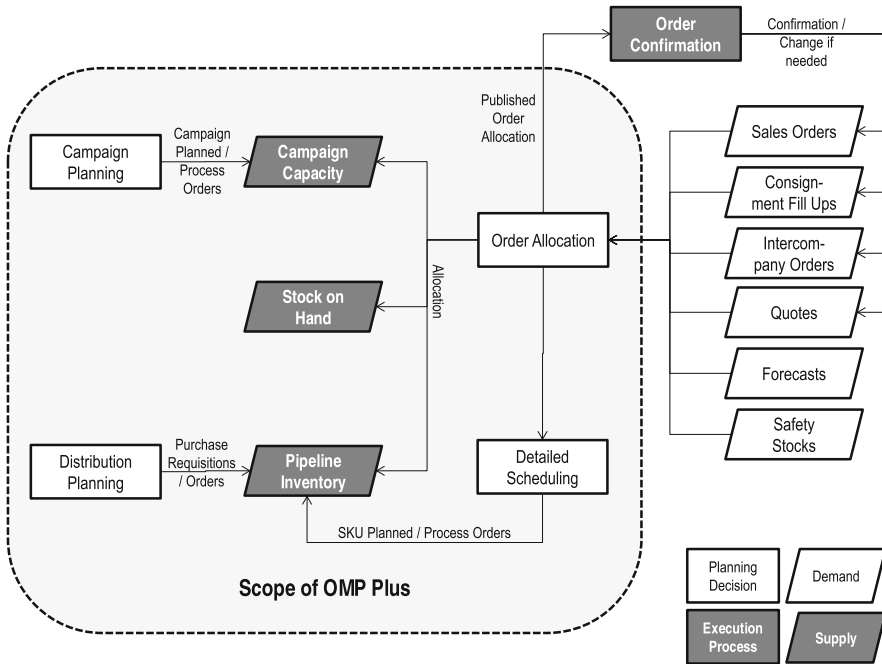 Order
Confirmation
Confirmation /
Change if
needed
Published
Order
Allocation
Campaign
Planning
Campaign
Planned /
Process
Orders
Campaign
Capacity
Sales Orders
Consign-
ment Fill Ups
Order Allocation
Intercom-
pany Orders
Allocation
Stock on
Hand
Quotes
Forecasts
Safety
Stocks
Distribution
Planning
Purchase
Requisitions
/ Orders
Pipeline
Inventory
Detailed
Scheduling
SKU Planned / Process Orders
Scope of OMP Plus
Planning
Decision
Demand
Execution
Process
Supply